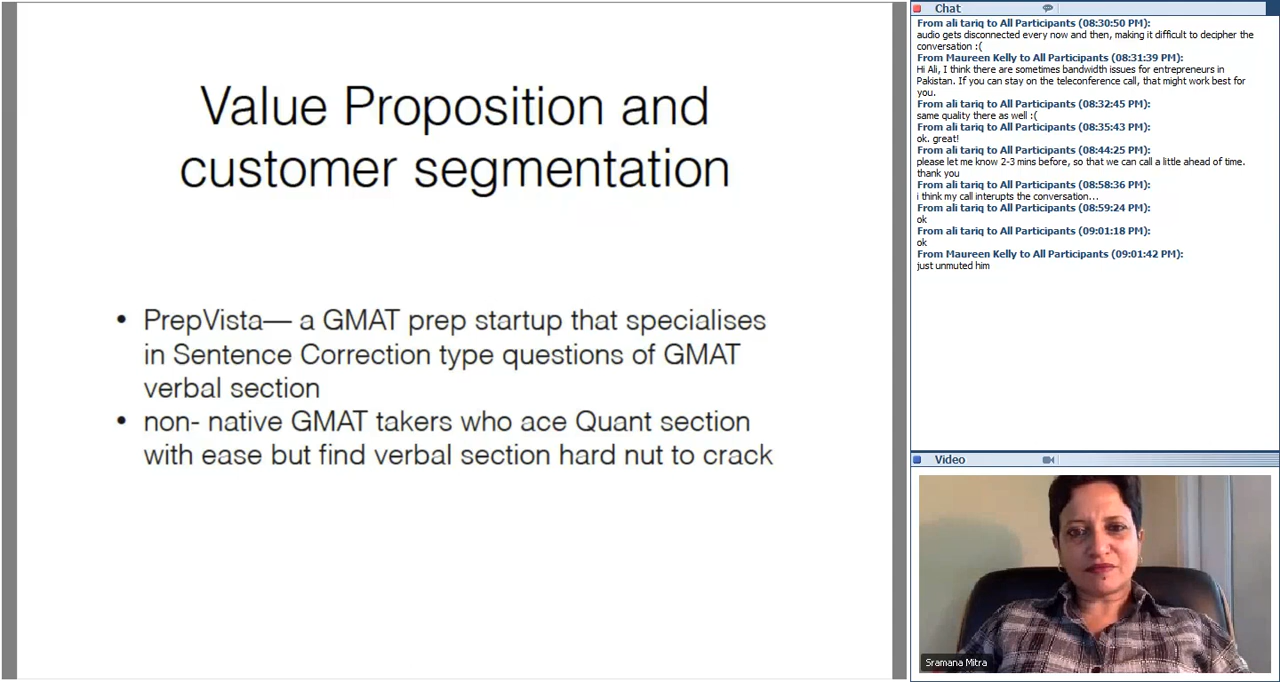 Value Proposition and
customer segmentation
• PrepVista— a GMAT prep startup that specialises
in Sentence Correction type questions of GMAT
verbal section
• non- native GMAT takers who ace Quant section
with ease but find verbal section hard nut to crack
Chat
From ali tariq to All Participants (08:30:50 PM):
audio gets disconnected every now and then, making it difficult to decipher the
conversation :(
From Maureen Kelly to All Participants (08:31:39 PM):
Hi Ali, I think there are sometimes bandwidth issues for entrepreneurs in
Pakistan. If you can stay on the teleconference call, that might work best for
you.
From ali tariq to All Participants (08:32:45 PM):
same quality there as well :(
From ali tariq to All Participants (08:35:43 PM):
ok. great!
From ali tariq to All Participants (08:44:25 PM):
please let me know 2-3 mins before, so that we can call a little ahead of time.
thank you
From ali tariq to All Participants (08:58:36 PM):
i think my call interupts the conversation...
From ali tariq to All Participants (08:59:24 PM):
ok
From ali tariq to All Participants (09:01:18 PM):
ok
From Maureen Kelly to All Participants (09:01:42 PM):
just unmuted him
Video
Sramana Mitra